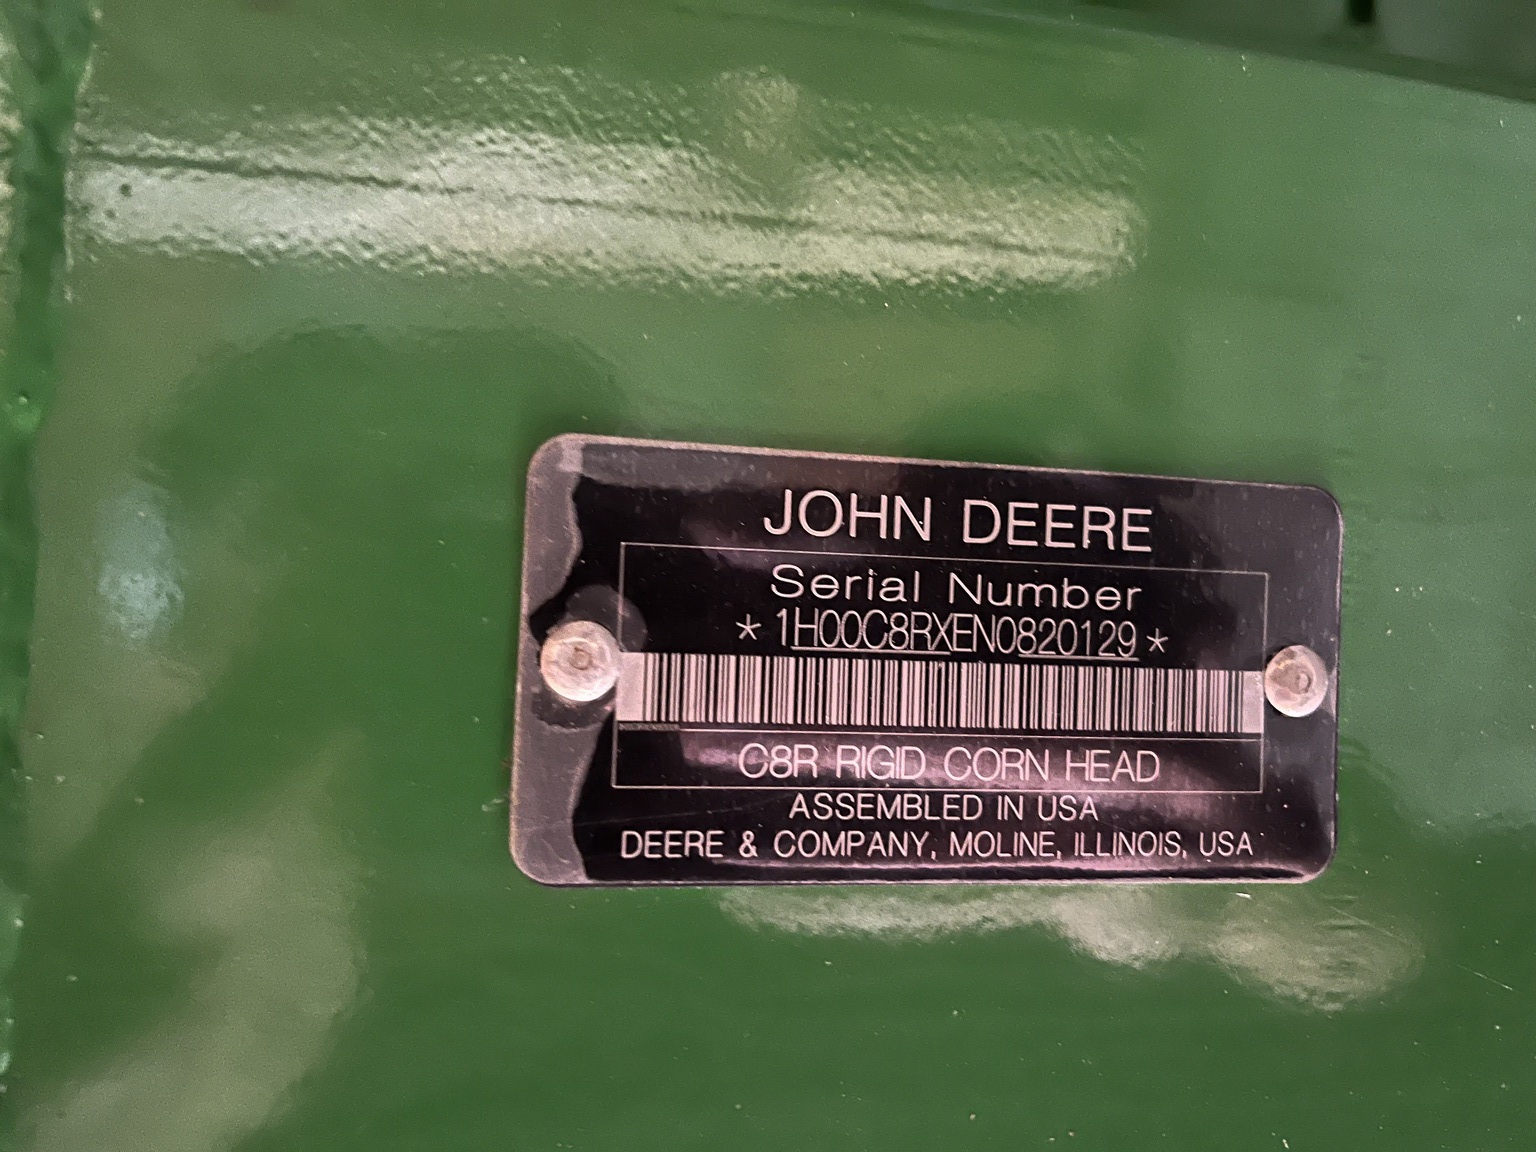 JOHN DEERE
Serial Number
* 1H00C8RXEN0820129 *
C8R RIGID CORN HEAD
ASSEMBLED IN USA
DEERE & COMPANY, MOLINE, ILLINOIS, USA